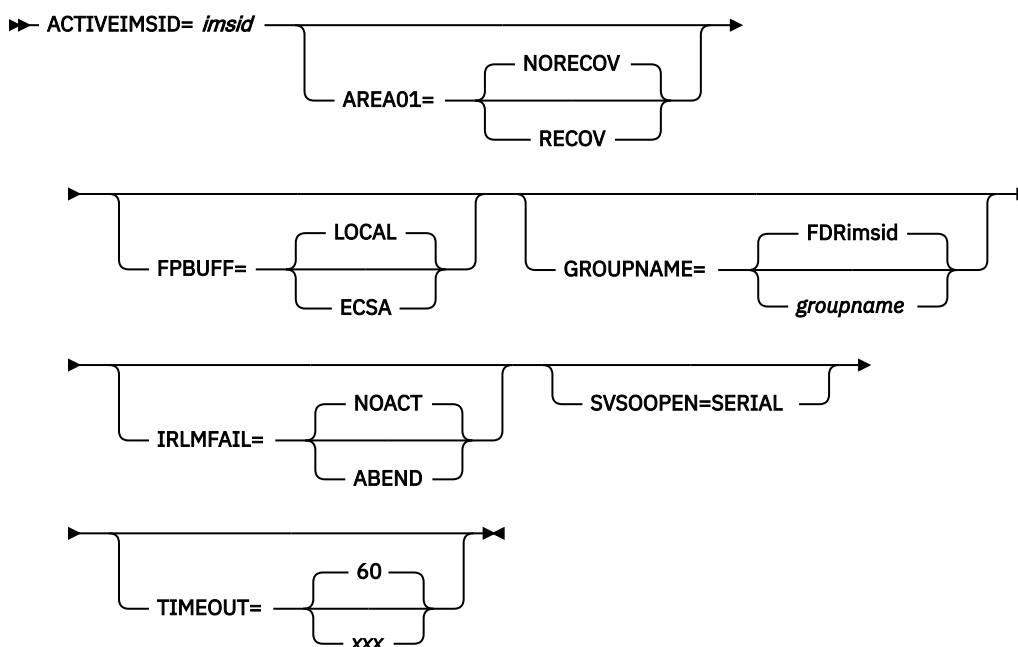 ACTIVEIMSID= imsid
NORECOV
AREA01=
RECOV
LOCAL
FPBUFF=
ECSA
FDRimsid
GROUPNAME=
groupname
NOACT
IRLMFAIL=
ABEND
SVSOOPEN=SERIAL
60
TIMEOUT=
xxx